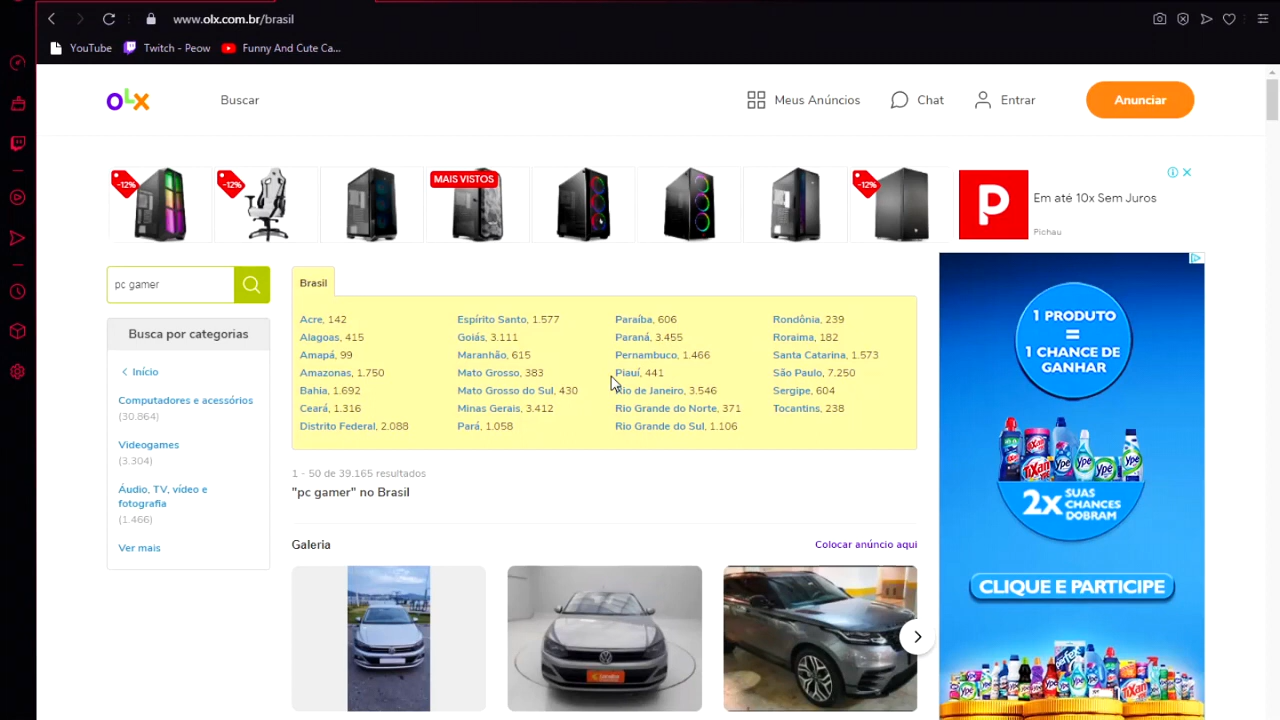 www.olx.com.br/brasil
YouTube
Twitch - Peow
Funny And Cute Ca...
OLX
Buscar
Meus Anúncios
Chat
Entrar
Anunciar
-12%
-12%
MAIS VISTOS
-12%
P
Em até 10x Sem Juros
Pichau
pc gamer
Busca por categorias
Início
Computadores e acessórios
(30.864)
Videogames
(3.304)
Áudio, TV, vídeo e
fotografia
(1.466)
Ver mais
Brasil
Acre, 142
Alagoas, 415
Amapá, 99
Amazonas, 1.750
Bahia, 1.692
Ceará, 1.316
Distrito Federal, 2.088
Espírito Santo, 1.577
Goiás, 3.111
Maranhão, 615
Mato Grosso, 383
Mato Grosso do Sul, 430
Minas Gerais, 3.412
Pará, 1.058
Paraíba, 606
Paraná, 3.455
Pernambuco, 1.466
Piauí, 441
Rio de Janeiro, 3.546
Rio Grande do Norte, 371
Rio Grande do Sul, 1.106
Rondônia, 239
Roraima, 182
Santa Catarina, 1.573
São Paulo, 7.250
Sergipe, 604
Tocantins, 238
1 - 50 de 39.165 resultados
"pc gamer" no Brasil
Galeria
Colocar anúncio aqui
1 PRODUTO
=
1 CHANCE DE
GANHAR
Tixan
Ypê
2X SUAS
CHANCES
DOBRAM
CLIQUE E PARTICIPE